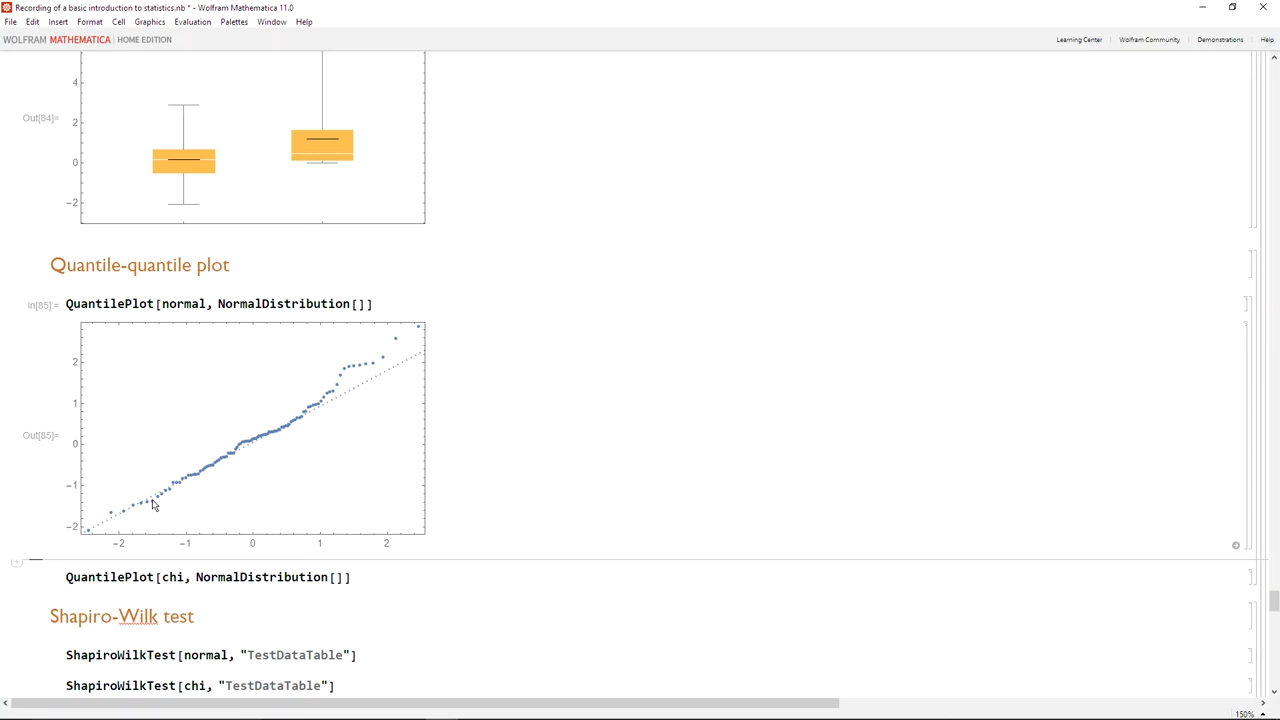 Recording of a basic introduction to statistics.nb * - Wolfram Mathematica 11.0
File Edit Insert Format Cell Graphics Evaluation Palettes Window Help
WOLFRAM MATHEMATICA HOME EDITION
Learning Center Wolfram Community Demonstrations Help
4
Out[84]=
2
0
−2
Quantile-quantile plot
In[85]:= QuantilePlot[normal, NormalDistribution[]]
2
1
Out[85]=
0
−1
−2
−2 −1 0 1 2
QuantilePlot[chi, NormalDistribution[]]
Shapiro-Wilk test
ShapiroWilkTest[normal, "TestDataTable"]
ShapiroWilkTest[chi, "TestDataTable"]
150%